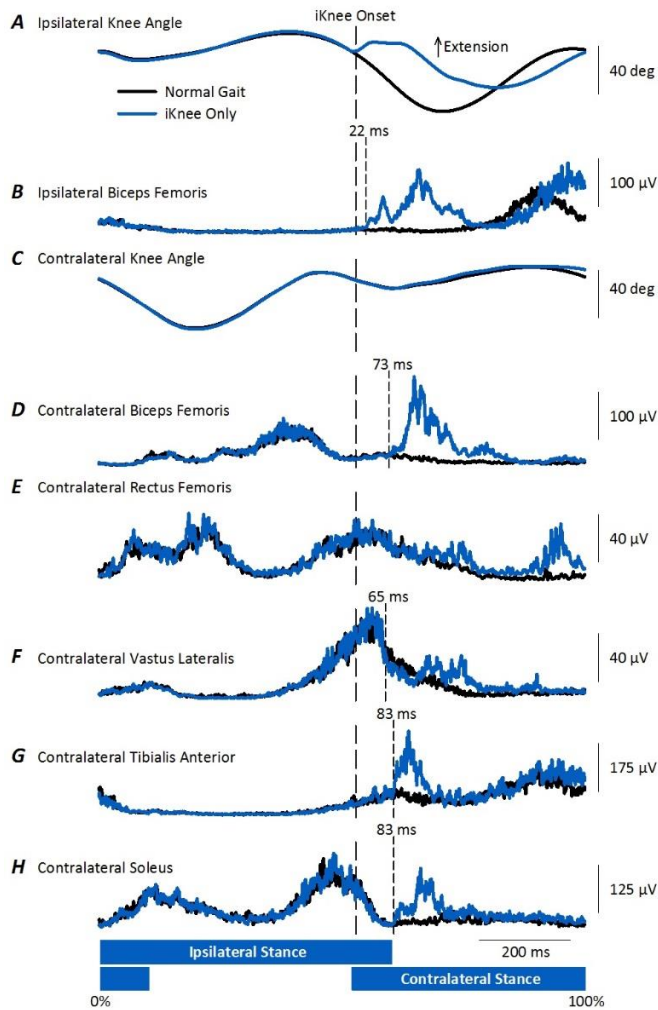 iKnee Onset
A Ipsilateral Knee Angle
Extension
40 deg
Normal Gait
iKnee Only
22 ms
B Ipsilateral Biceps Femoris
100 µV
C Contralateral Knee Angle
40 deg
73 ms
D Contralateral Biceps Femoris
100 µV
E Contralateral Rectus Femoris
40 µV
65 ms
F Contralateral Vastus Lateralis
40 µV
83 ms
G Contralateral Tibialis Anterior
175 µV
83 ms
H Contralateral Soleus
125 µV
Ipsilateral Stance
200 ms
Contralateral Stance
0%
100%